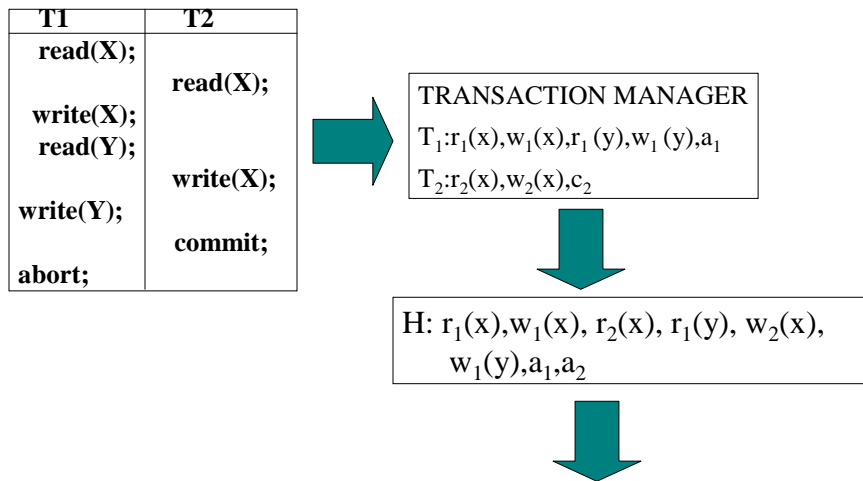 T1 T2
read(X);
read(X);
write(X);
read(Y);
write(X);
write(Y);
commit;
abort;
TRANSACTION MANAGER
T₁:r₁(x),w₁(x),r₁ (y),w₁ (y),a₁
T₂:r₂(x),w₂(x),c₂
H: r₁(x),w₁(x), r₂(x), r₁(y), w₂(x),
w₁(y),a₁,a₂